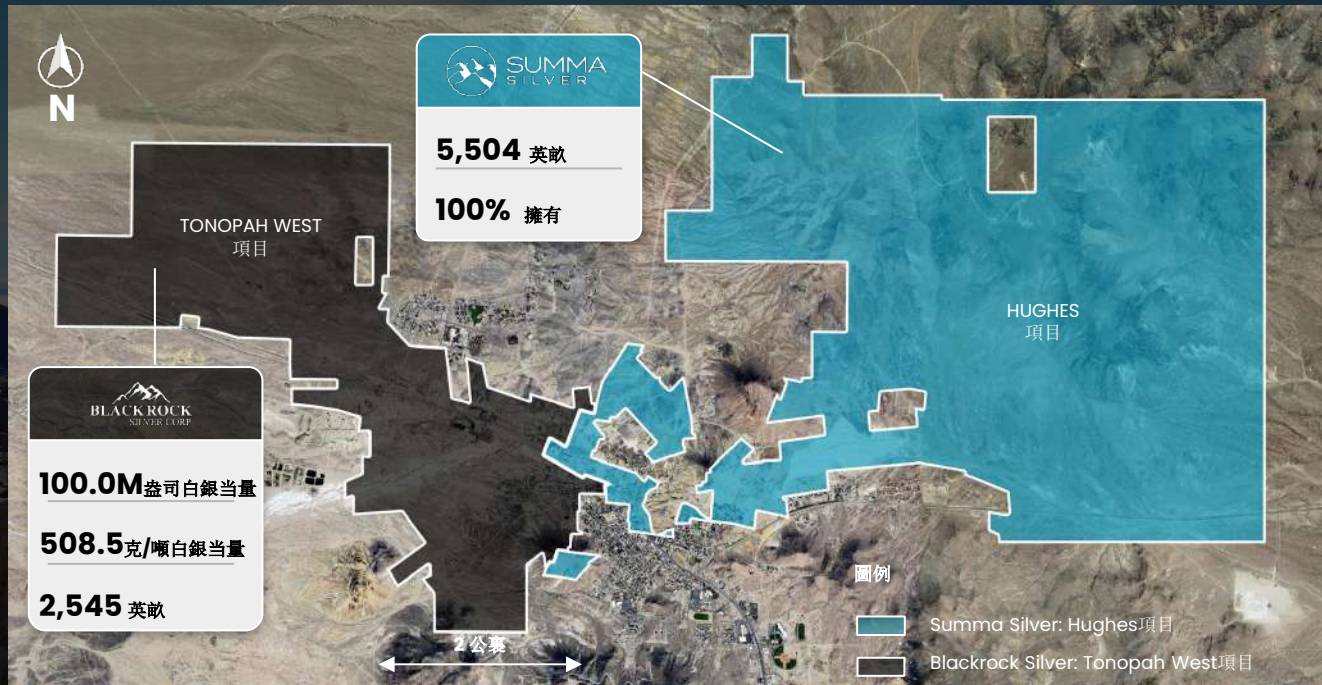 N
SUMMA
SILVER
5,504 英畝
100% 擁有
TONOPAH WEST
項目
HUGHES
項目
BLACKROCK
SILVER CORP
100.0M盎司白銀当量
508.5克/噸白銀当量
2,545 英畝
2 公裏
圖例
Summa Silver: Hughes項目
Blackrock Silver: Tonopah West項目